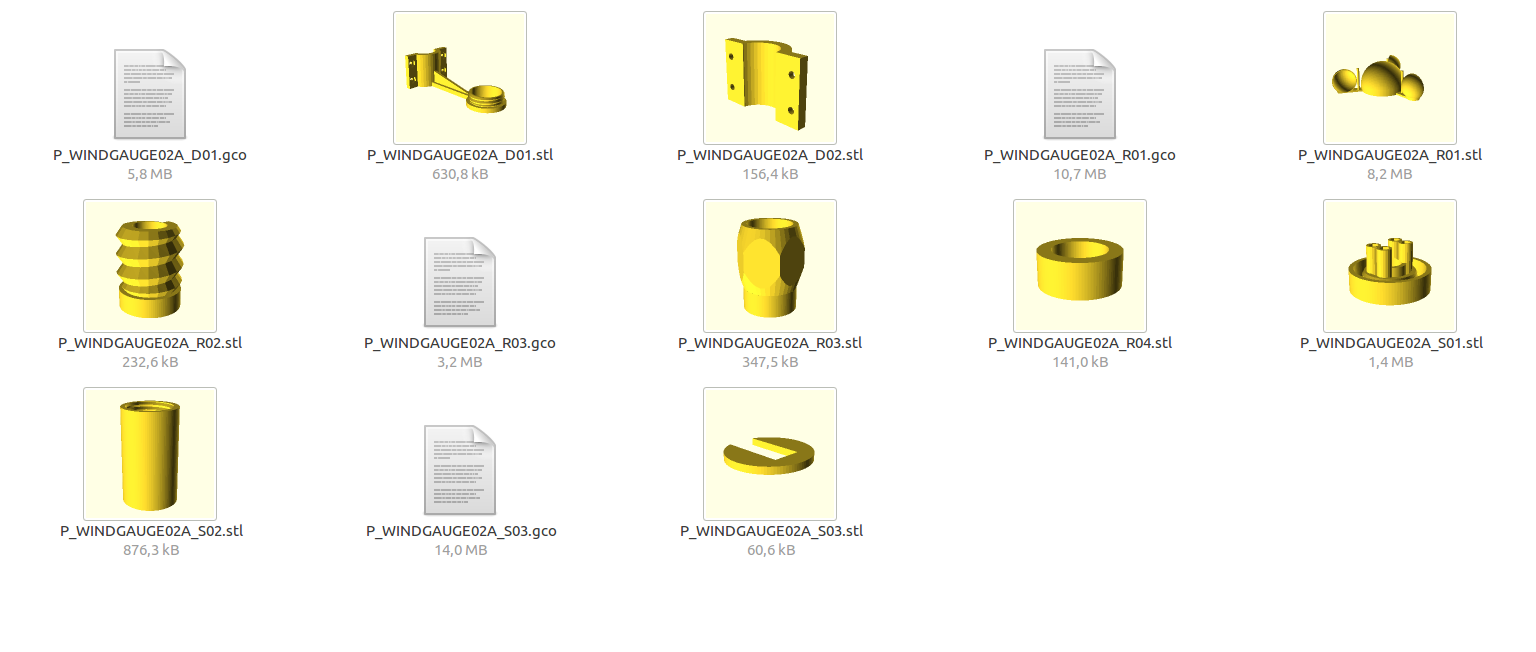 P_WINDGAUGE02A_D01.gco
5,8 MB
P_WINDGAUGE02A_D01.stl
630,8 kB
P_WINDGAUGE02A_D02.stl
156,4 kB
P_WINDGAUGE02A_R01.gco
10,7 MB
P_WINDGAUGE02A_R01.stl
8,2 MB
P_WINDGAUGE02A_R02.stl
232,6 kB
P_WINDGAUGE02A_R03.gco
3,2 MB
P_WINDGAUGE02A_R03.stl
347,5 kB
P_WINDGAUGE02A_R04.stl
141,0 kB
P_WINDGAUGE02A_S01.stl
1,4 MB
P_WINDGAUGE02A_S02.stl
876,3 kB
P_WINDGAUGE02A_S03.gco
14,0 MB
P_WINDGAUGE02A_S03.stl
60,6 kB